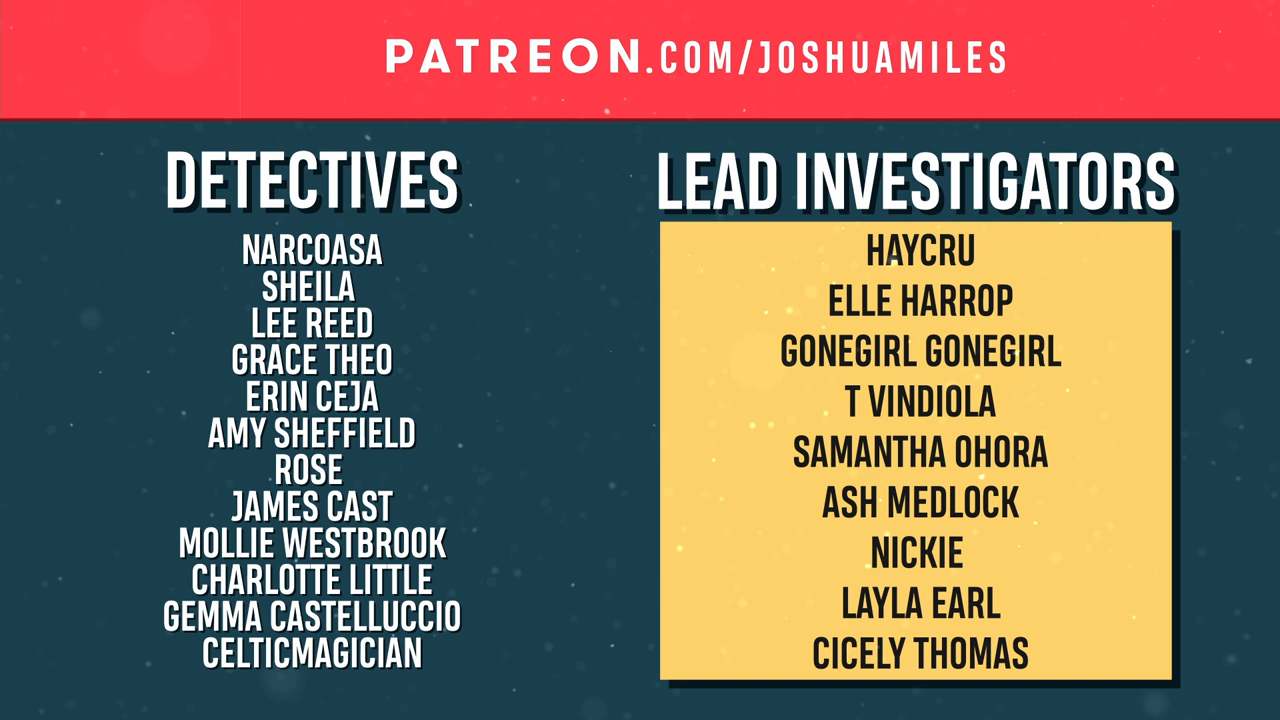 PATREON.COM/JOSHUAMILES
DETECTIVES
NARCOASA
SHEILA
LEE REED
GRACE THEO
ERIN CEJA
AMY SHEFFIELD
ROSE
JAMES CAST
MOLLIE WESTBROOK
CHARLOTTE LITTLE
GEMMA CASTELLUCCIO
CELTICMAGICIAN
LEAD INVESTIGATORS
HAYCRU
ELLE HARROP
GONEGIRL GONEGIRL
T VINDIOLA
SAMANTHA OHORA
ASH MEDLOCK
NICKIE
LAYLA EARL
CICELY THOMAS